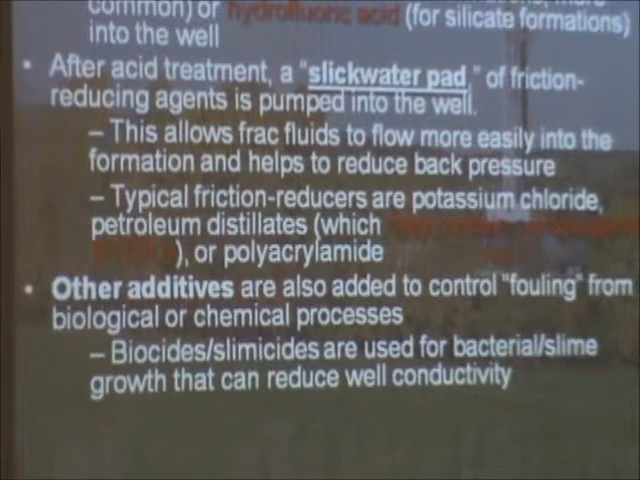 common) or hydrofluoric acid (for silicate formations)
into the well
• After acid treatment, a “slickwater pad ” of friction-
reducing agents is pumped into the well.
– This allows frac fluids to flow more easily into the
formation and helps to reduce back pressure
– Typical friction-reducers are potassium chloride,
petroleum distillates (which
), or polyacrylamide
• Other additives are also added to control “fouling” from
biological or chemical processes
– Biocides/slimicides are used for bacterial/slime
growth that can reduce well conductivity